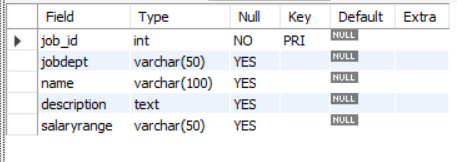 Field Type Null Key Default Extra
job_id int NO PRI NULL
jobdept varchar(50) YES NULL
name varchar(100) YES NULL
description text YES NULL
salaryrange varchar(50) YES NULL